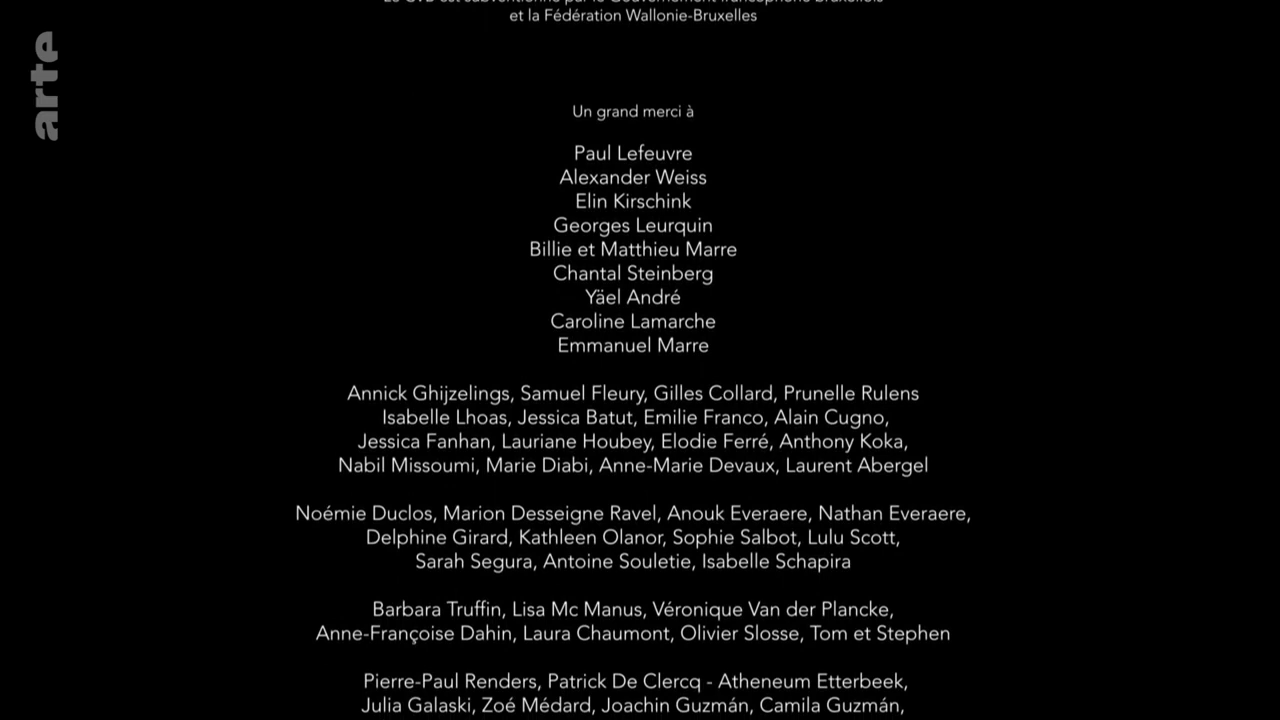 et la Fédération Wallonie-Bruxelles
arte
Un grand merci à
Paul Lefeuvre
Alexander Weiss
Elin Kirschink
Georges Leurquin
Billie et Matthieu Marre
Chantal Steinberg
Yäel André
Caroline Lamarche
Emmanuel Marre
Annick Ghijzelings, Samuel Fleury, Gilles Collard, Prunelle Rulens
Isabelle Lhoas, Jessica Batut, Emilie Franco, Alain Cugno,
Jessica Fanhan, Lauriane Houbey, Elodie Ferré, Anthony Koka,
Nabil Missoumi, Marie Diabi, Anne-Marie Devaux, Laurent Abergel
Noémie Duclos, Marion Desseigne Ravel, Anouk Everaere, Nathan Everaere,
Delphine Girard, Kathleen Olanor, Sophie Salbot, Lulu Scott,
Sarah Segura, Antoine Souletie, Isabelle Schapira
Barbara Truffin, Lisa Mc Manus, Véronique Van der Plancke,
Anne-Françoise Dahin, Laura Chaumont, Olivier Slosse, Tom et Stephen
Pierre-Paul Renders, Patrick De Clercq - Atheneum Etterbeek,
Julia Galaski, Zoé Médard, Joachin Guzmán, Camila Guzmán,